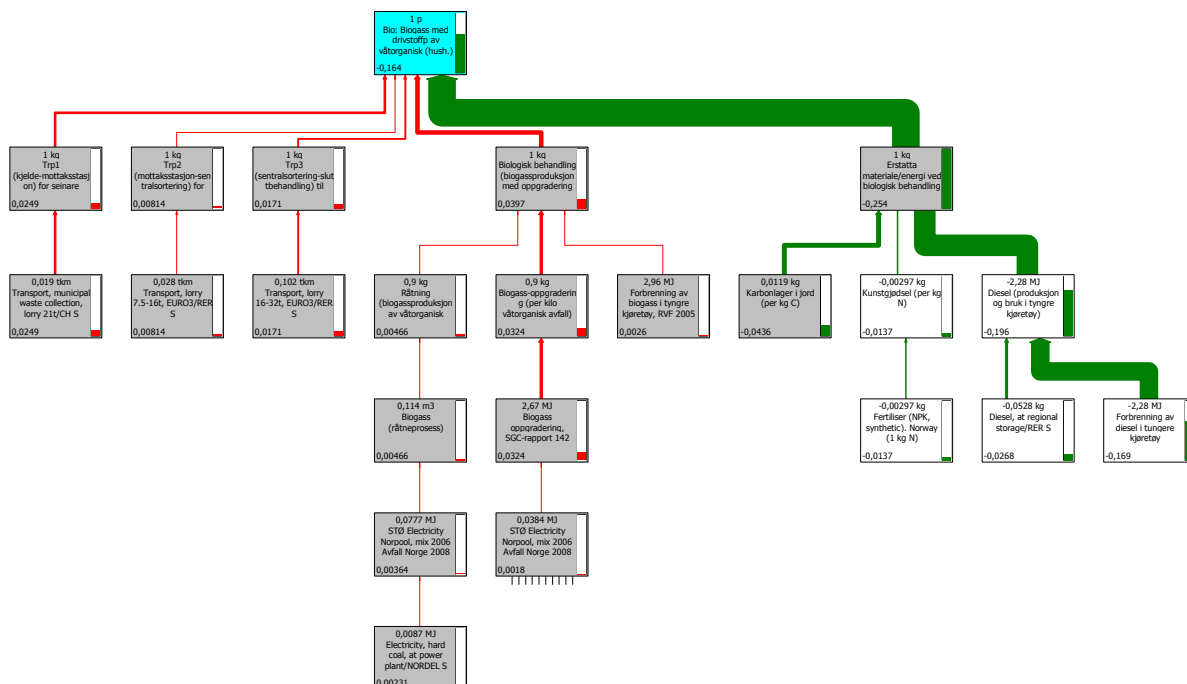 1 p
Bio: Biogass med
drivstoffp av
våtorganisk (hush.)
-0,164
1 kg
Trp1
(kjelde-mottaksstasj
on) for seinare
0,0249
1 kg
Trp2
(mottaksstasjon-sen
tralsortering) for
0,00814
1 kg
Trp3
(sentralsortering-slut
tbehandling) til
0,0171
1 kg
Biologisk behandling
(biogassproduksjon
med oppgradering
0,0397
1 kg
Erstatta
materiale/energi ved
biologisk behandling
-0,254
0,019 tkm
Transport, municipal
waste collection,
lorry 21t/CH S
0,0249
0,028 tkm
Transport, lorry
7.5-16t, EURO3/RER
S
0,00814
0,102 tkm
Transport, lorry
16-32t, EURO3/RER
S
0,0171
0,9 kg
Råtning
(biogassproduksjon
av våtorganisk
0,00466
0,9 kg
Biogass-oppgraderin
g (per kilo
våtorganisk avfall)
0,0324
2,96 MJ
Forbrenning av
biogass i tyngre
kjøretøy, RVF 2005
0,0026
0,0119 kg
Karbonlager i jord
(per kg C)
-0,0436
-0,00297 kg
Kunstgjødsel (per kg
N)
-0,0137
-2,28 MJ
Diesel (produksjon
og bruk i tyngre
kjøretøy)
-0,196
0,114 m3
Biogass
(råtneprosess)
0,00466
2,67 MJ
Biogass
oppgradering,
SGC-rapport 142
0,0324
-0,00297 kg
Fertiliser (NPK,
synthetic). Norway
(1 kg N)
-0,0137
-0,0528 kg
Diesel, at regional
storage/RER S
-0,0268
-2,28 MJ
Forbrenning av
diesel i tungere
kjøretøy
-0,169
0,0777 MJ
STØ Electricity
Norpool, mix 2006
Avfall Norge 2008
0,00364
0,0384 MJ
STØ Electricity
Norpool, mix 2006
Avfall Norge 2008
0,0018
0,0087 MJ
Electricity, hard
coal, at power
plant/NORDEL S
0,00231